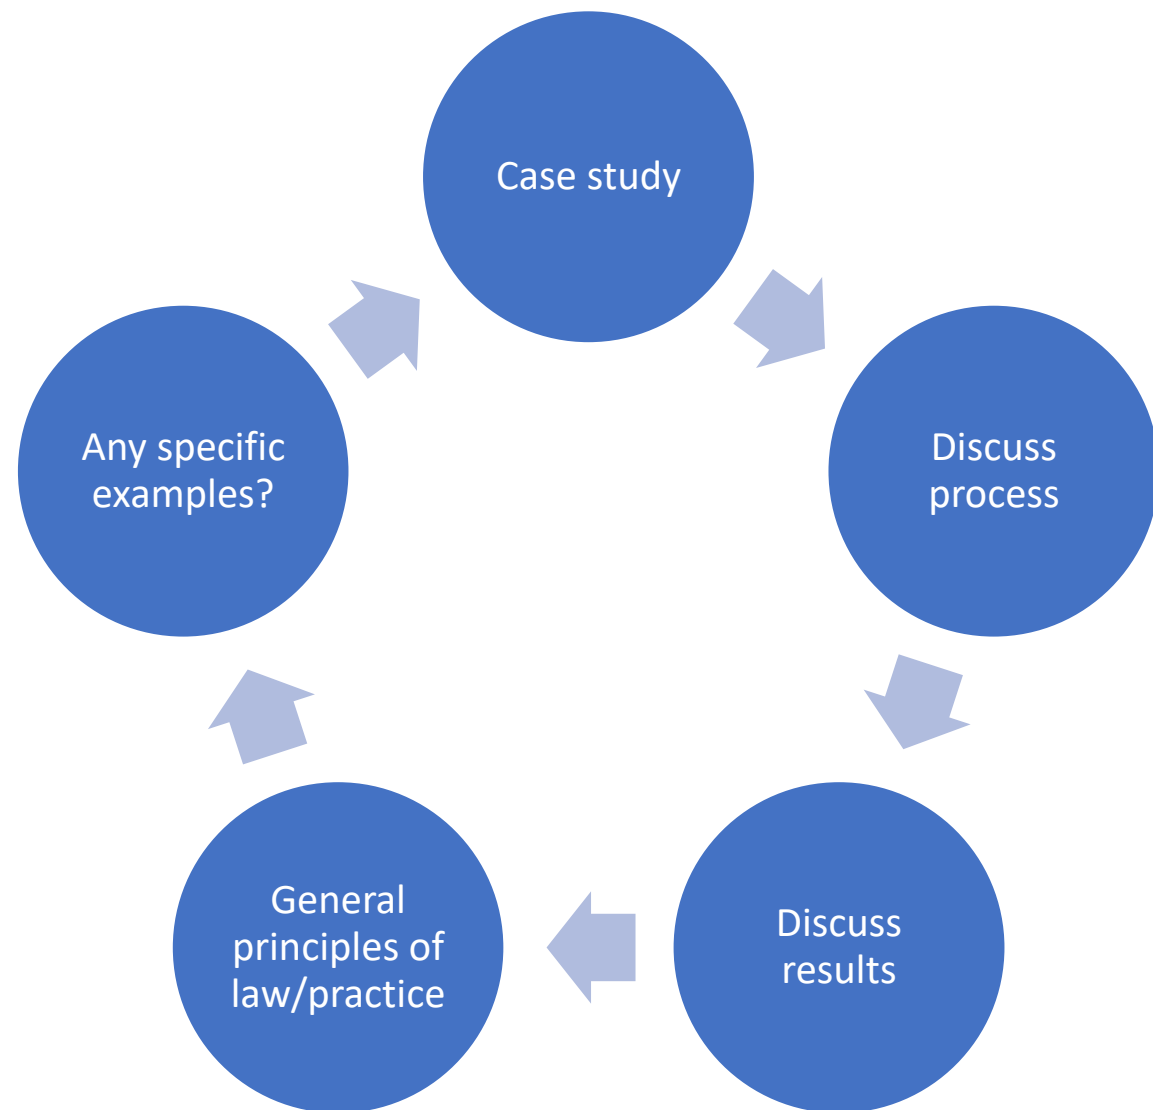 Case study
Discuss
process
Discuss
results
General
principles of
law/practice
Any specific
examples?